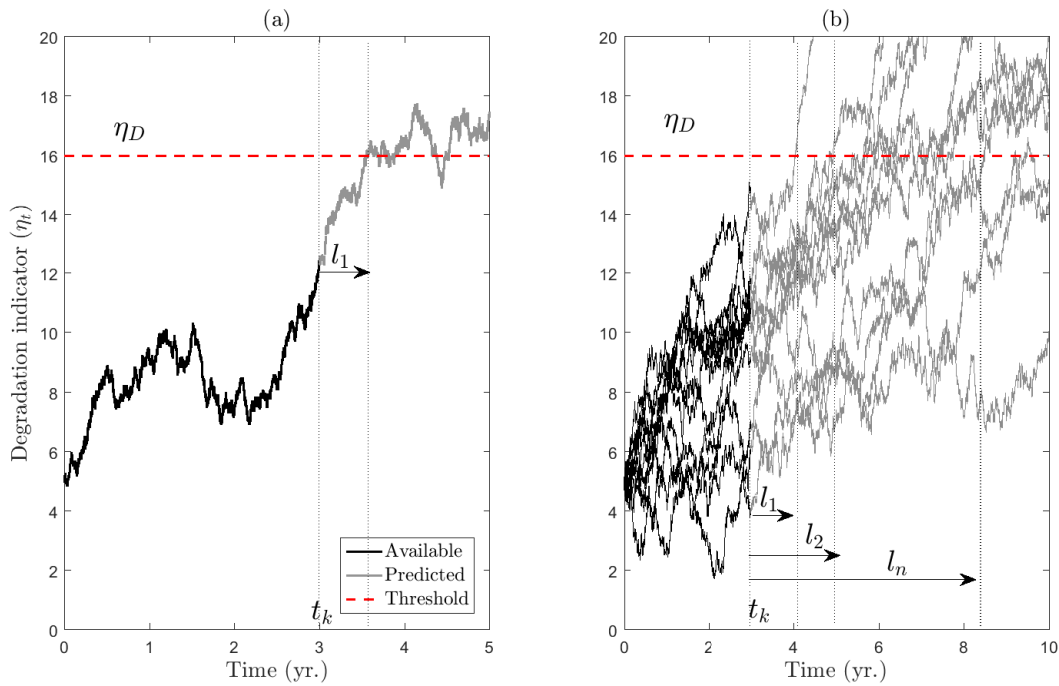 (a)
20
18
16
14
12
10
8
6
4
2
0
Degradation indicator (ηt)
ηD
l1
tk
Available
Predicted
Threshold
0 1 2 3 4 5
Time (yr.)
(b)
20
18
16
14
12
10
8
6
4
2
0
ηD
l1
l2
ln
tk
0 2 4 6 8 10
Time (yr.)